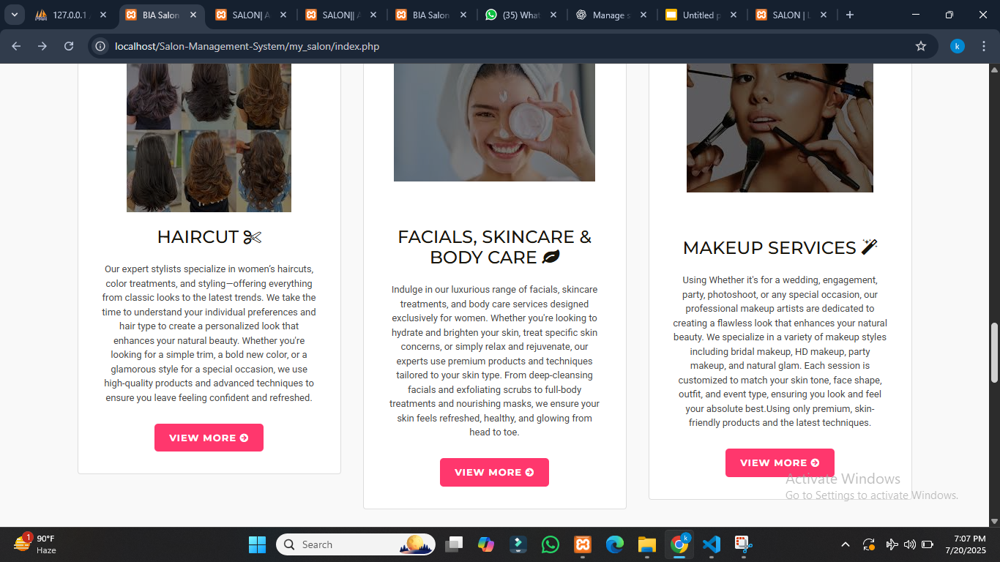 127.0.0.1
BIA Salon
SALON| A
SALON|| A
BIA Salon
(35) What
Manage s
Untitled p
SALON | L
localhost/Salon-Management-System/my_salon/index.php
k
HAIRCUT
Our expert stylists specialize in women's haircuts,
color treatments, and styling—offering everything
from classic looks to the latest trends. We take the
time to understand your individual preferences and
hair type to create a personalized look that
enhances your natural beauty. Whether you're
looking for a simple trim, a bold new color, or a
glamorous style for a special occasion, we use
high-quality products and advanced techniques to
ensure you leave feeling confident and refreshed.
VIEW MORE
FACIALS, SKINCARE &
BODY CARE
Indulge in our luxurious range of facials, skincare
treatments, and body care services designed
exclusively for women. Whether you're looking to
hydrate and brighten your skin, treat specific skin
concerns, or simply relax and rejuvenate, our
experts use premium products and techniques
tailored to your skin type. From deep-cleansing
facials and exfoliating scrubs to full-body
treatments and nourishing masks, we ensure your
skin feels refreshed, healthy, and glowing from
head to toe.
VIEW MORE
MAKEUP SERVICES
Using Whether it's for a wedding, engagement,
party, photoshoot, or any special occasion, our
professional makeup artists are dedicated to
creating a flawless look that enhances your natural
beauty. We specialize in a variety of makeup styles
including bridal makeup, HD makeup, party
makeup, and natural glam. Each session is
customized to match your skin tone, face shape,
outfit, and event type, ensuring you look and feel
your absolute best.Using only premium, skin-
friendly products and the latest techniques.
VIEW MORE
Activate Windows
Go to Settings to activate Windows.
1
90°F
Haze
Search
k
7:07 PM
7/20/2025